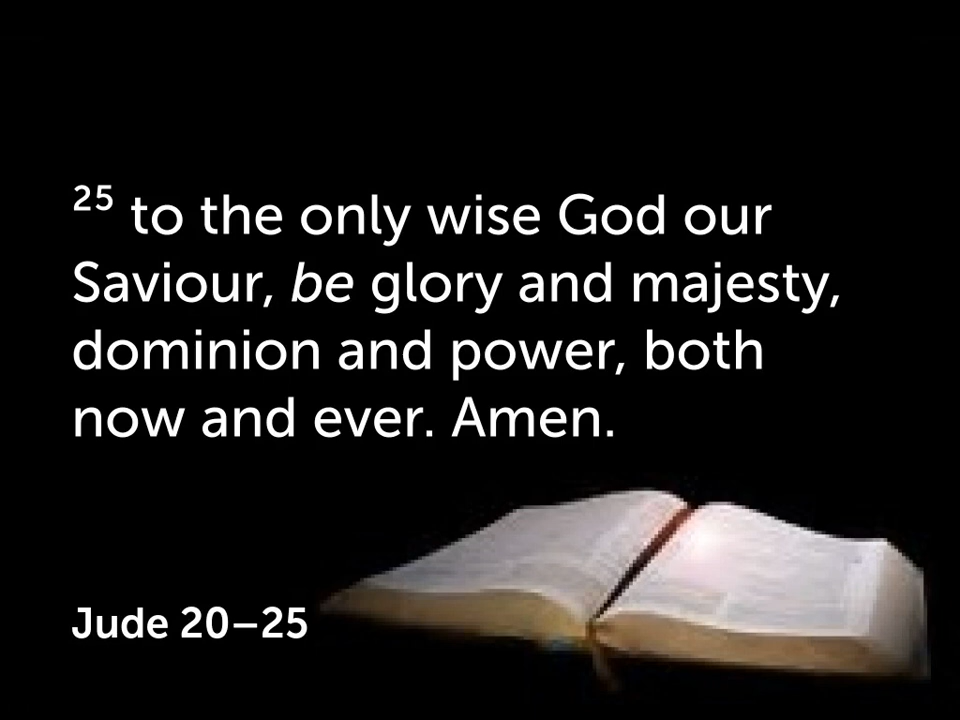 25 to the only wise God our
Saviour, be glory and majesty,
dominion and power, both
now and ever. Amen.
Jude 20–25